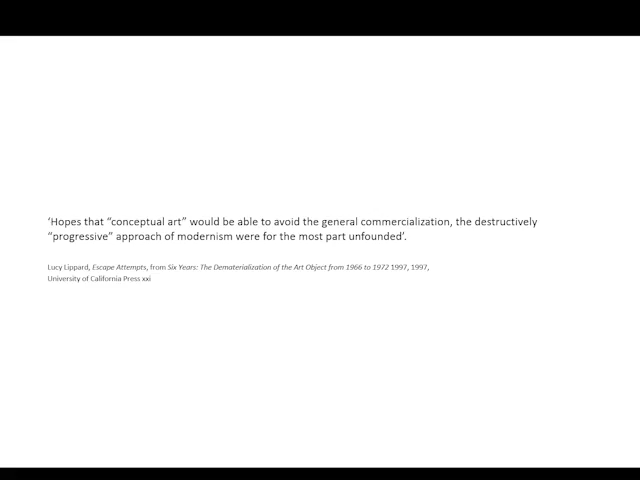 ‘Hopes that “conceptual art” would be able to avoid the general commercialization, the destructively
“progressive” approach of modernism were for the most part unfounded’.
Lucy Lippard, Escape Attempts, from Six Years: The Dematerialization of the Art Object from 1966 to 1972 1997, 1997,
University of California Press xxi